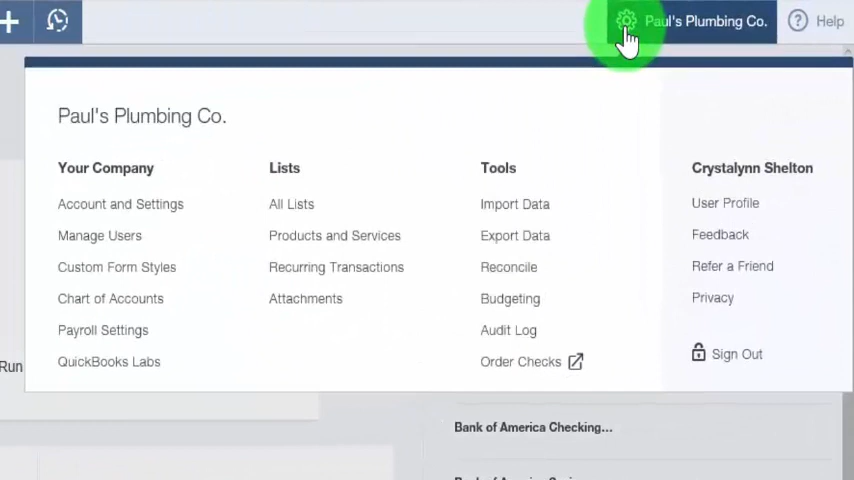 Paul's Plumbing Co.
Help
Paul's Plumbing Co.
Your Company
Account and Settings
Manage Users
Custom Form Styles
Chart of Accounts
Payroll Settings
QuickBooks Labs
Lists
All Lists
Products and Services
Recurring Transactions
Attachments
Tools
Import Data
Export Data
Reconcile
Budgeting
Audit Log
Order Checks
Crystalynn Shelton
User Profile
Feedback
Refer a Friend
Privacy
Sign Out
Run
Bank of America Checking...